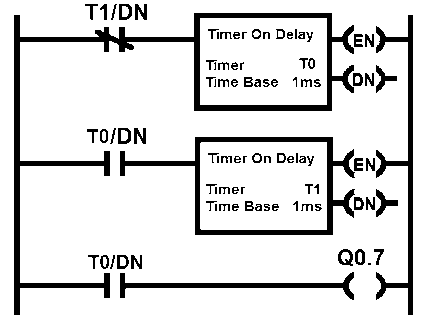 T1/DN
Timer On Delay
EN
Timer T0
DN
Time Base 1ms
T0/DN
Timer On Delay
EN
Timer T1
DN
Time Base 1ms
T0/DN
Q0.7